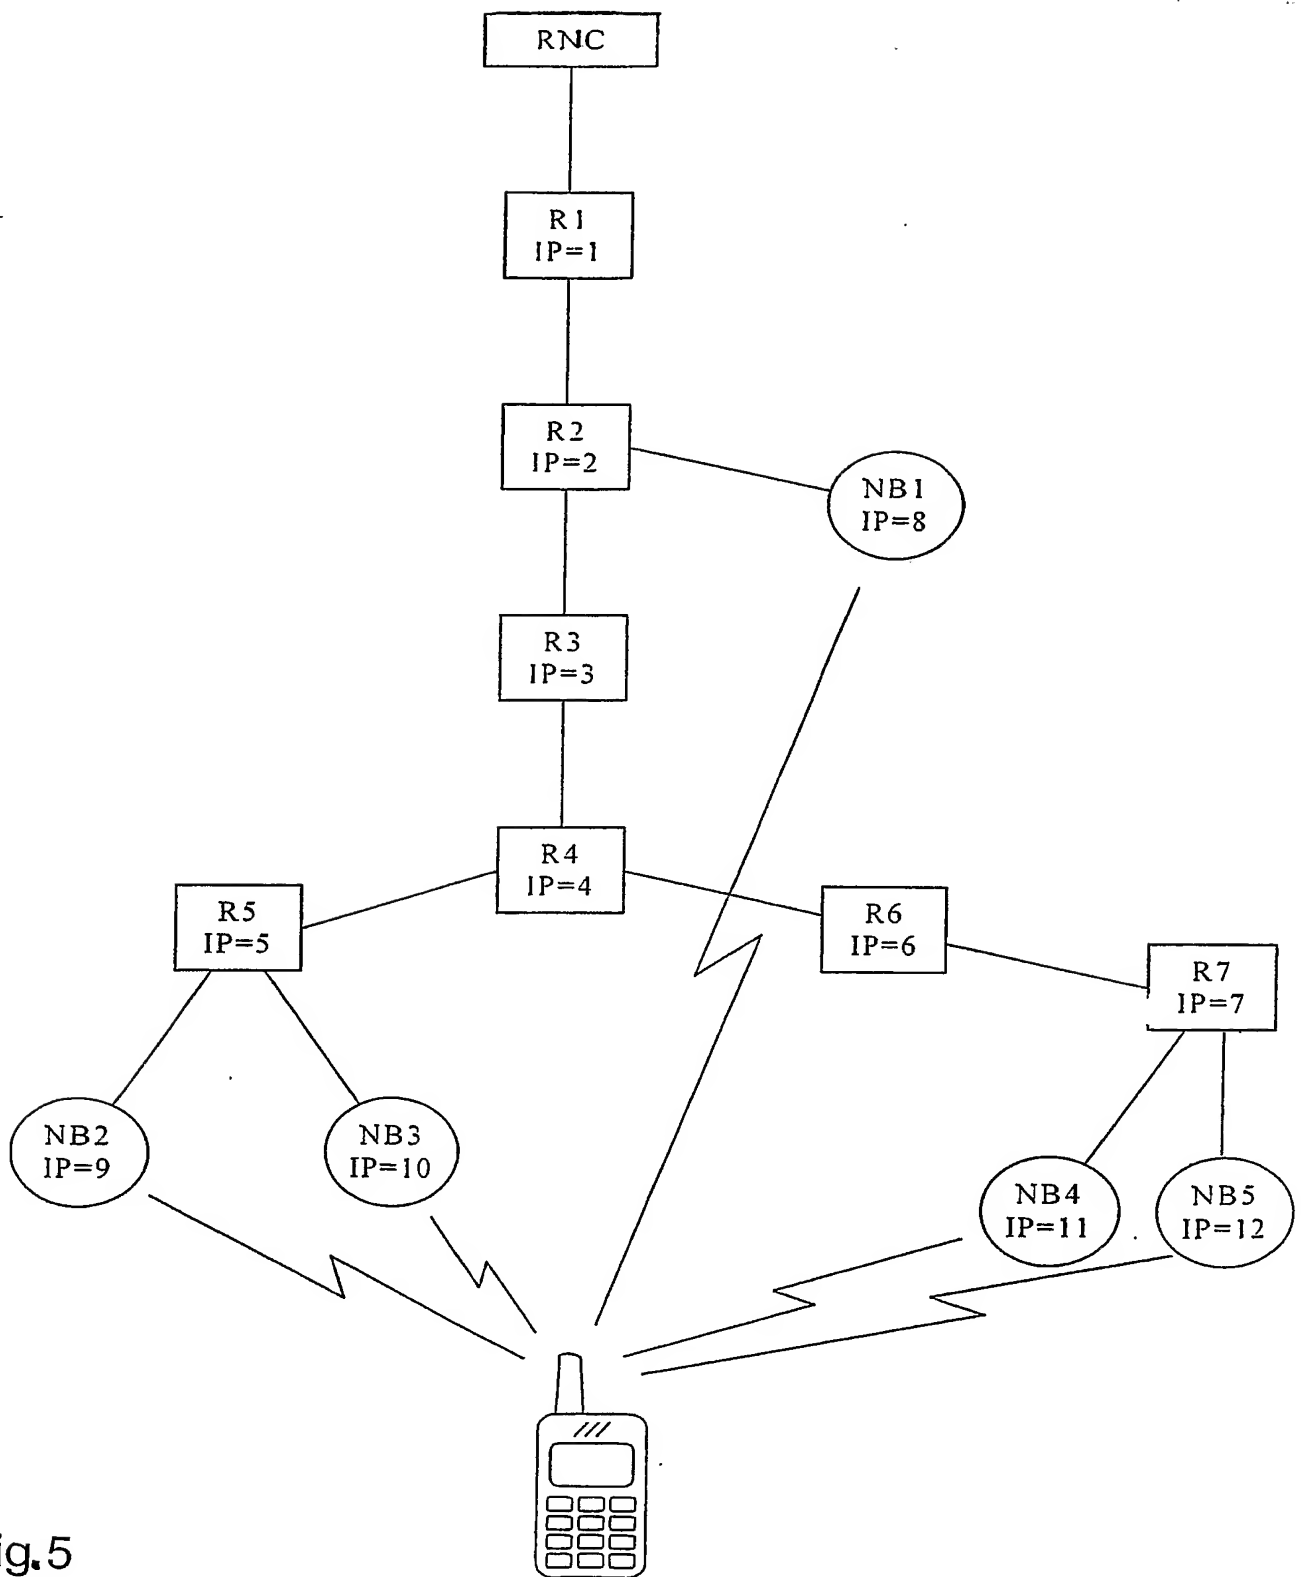 RNC
R1
IP=1
R2
IP=2
NB1
IP=8
R3
IP=3
R4
IP=4
R5
IP=5
R6
IP=6
R7
IP=7
NB2
IP=9
NB3
IP=10
NB4
IP=11
NB5
IP=12
ig.5